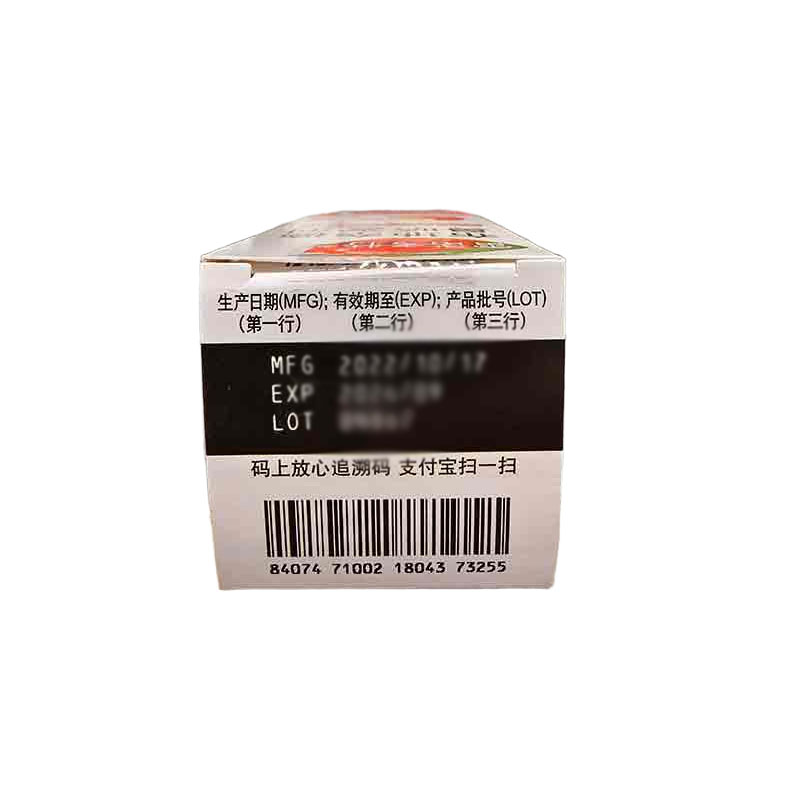 生产日期(MFG); 有效期至(EXP); 产品批号(LOT)
（第一行） （第二行） （第三行）
MFG 2022/10/17
EXP
LOT
码上放心追溯码 支付宝扫一扫
84074 71002 18043 73255